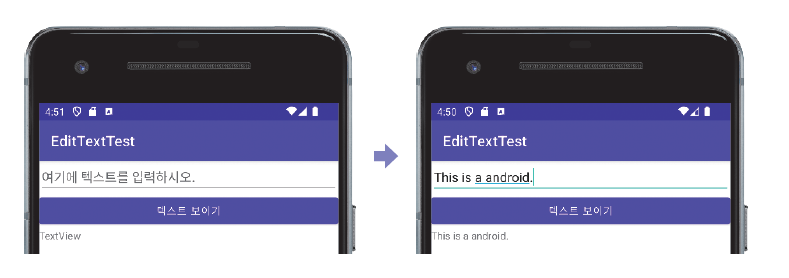 4:51
EditTextTest
여기에 텍스트를 입력하시오.
텍스트 보이기
TextView
4:50
EditTextTest
This is a android.
텍스트 보이기
This is a android.